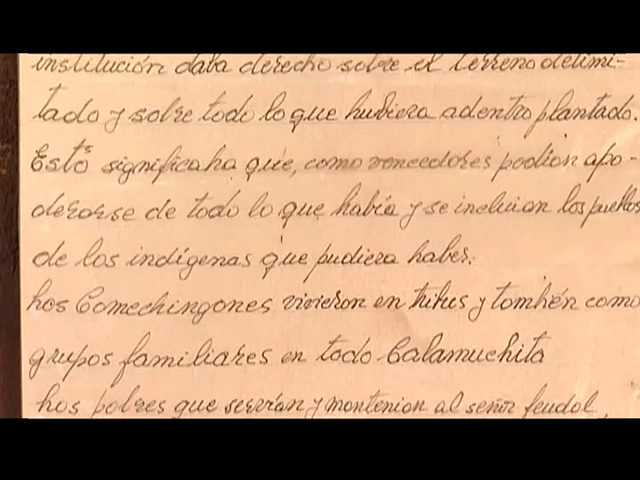 institución daba derecho sobre el terreno delimi-
tado y sobre todo lo que hubiera adentro plantado.
Esto significaba que, como vencedores podían apo-
derarse de todo lo que había y se incluían los pueblos
de los indígenas que pudiera haber.
Los Comechingones vivieron en tribus y también como
grupos familiares en todo Calamuchita
Los pobres que servían y mantenían al señor feudal,